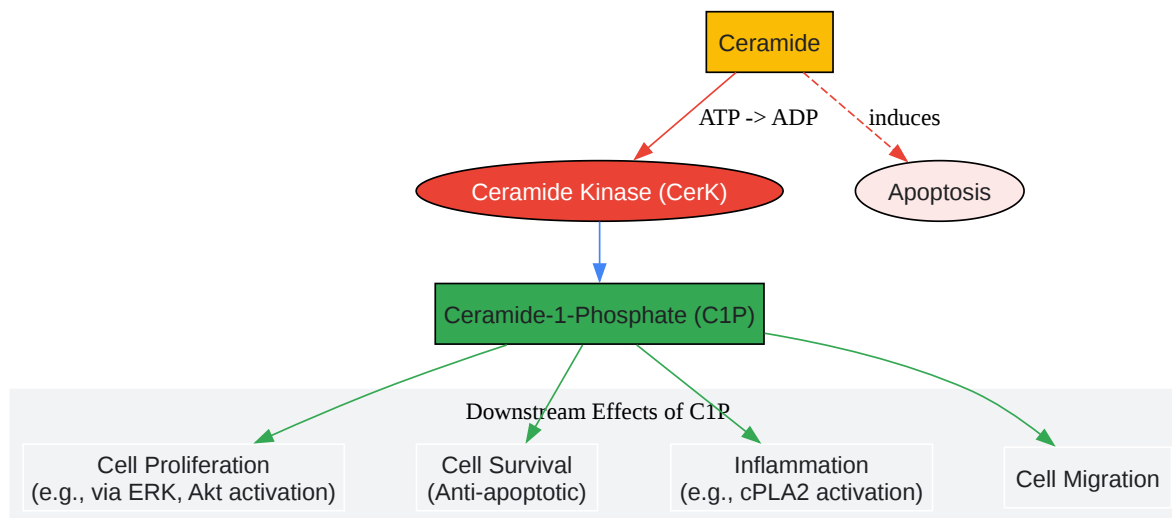 Ceramide
ATP -> ADP
induces
Ceramide Kinase (CerK)
Apoptosis
Ceramide-1-Phosphate (C1P)
Downstream Effects of C1P
Cell Proliferation
(e.g., via ERK, Akt activation)
Cell Survival
(Anti-apoptotic)
Inflammation
(e.g., cPLA2 activation)
Cell Migration